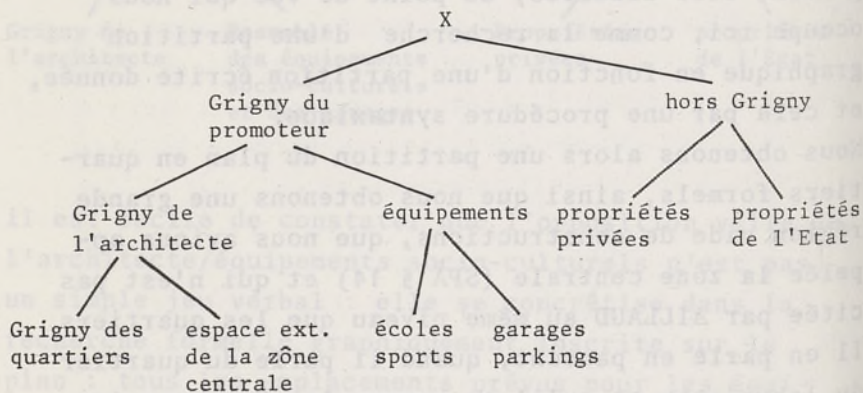 X
Grigny du
promoteur
hors Grigny
Grigny de
l'architecte
équipements
propriétés
privées
propriétés
de l'Etat
Grigny des
quartiers
espace ext.
de la zône
centrale
écoles
sports
garages
parkings